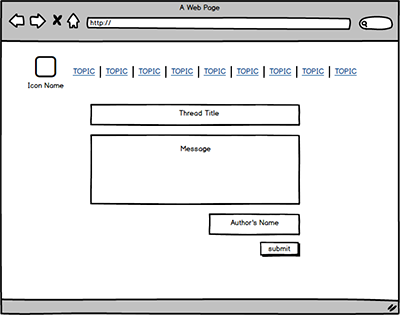 A Web Page
http://
TOPIC | TOPIC | TOPIC | TOPIC | TOPIC | TOPIC | TOPIC | TOPIC | TOPIC
Icon Name
Thread Title
Message
Author's Name
submit